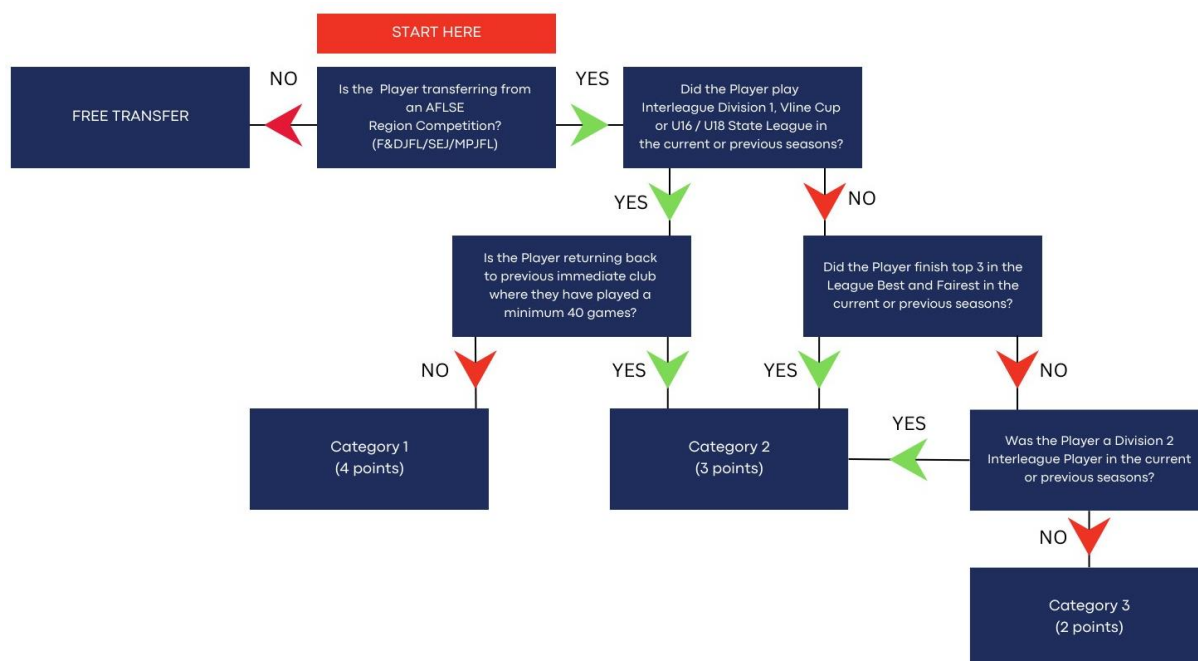 START HERE
FREE TRANSFER
NO
Is the Player transferring from
an AFLSE
Region Competition?
(F&DJFL/SEJ/MPJFL)
YES
Did the Player play
Interleague Division 1, Vline Cup
or U16 / U18 State League in
the current or previous seasons?
YES
NO
Is the Player returning back
to previous immediate club
where they have played a
minimum 40 games?
Did the Player finish top 3 in the
League Best and Fairest in the
current or previous seasons?
NO
YES
YES
NO
Category 1
(4 points)
Category 2
(3 points)
YES
Was the Player a Division 2
Interleague Player in the current
or previous seasons?
NO
Category 3
(2 points)